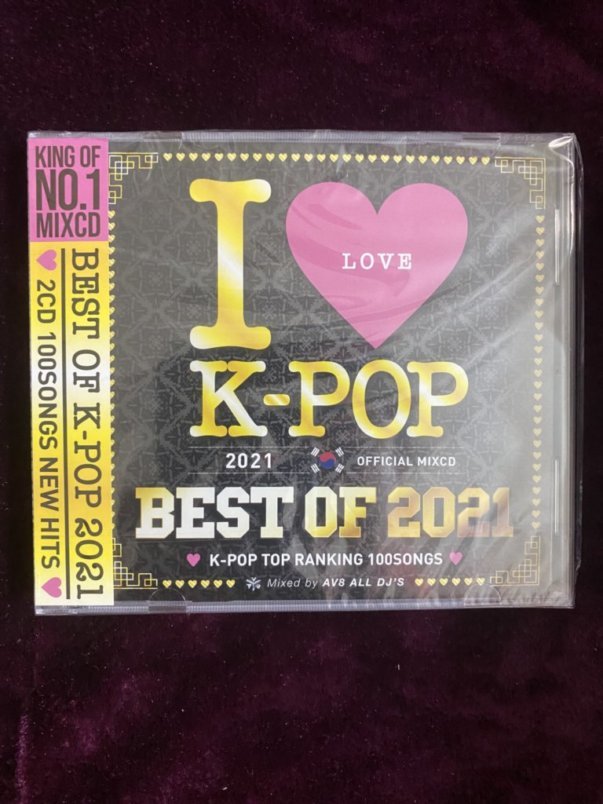 KING OF
NO.1
MIXCD
BEST OF K-POP 2021
2CD 100SONGS NEW HITS
I
LOVE
K-POP
2021 OFFICIAL MIXCD
BEST OF 2021
K-POP TOP RANKING 100SONGS
Mixed by AV8 ALL DJ'S